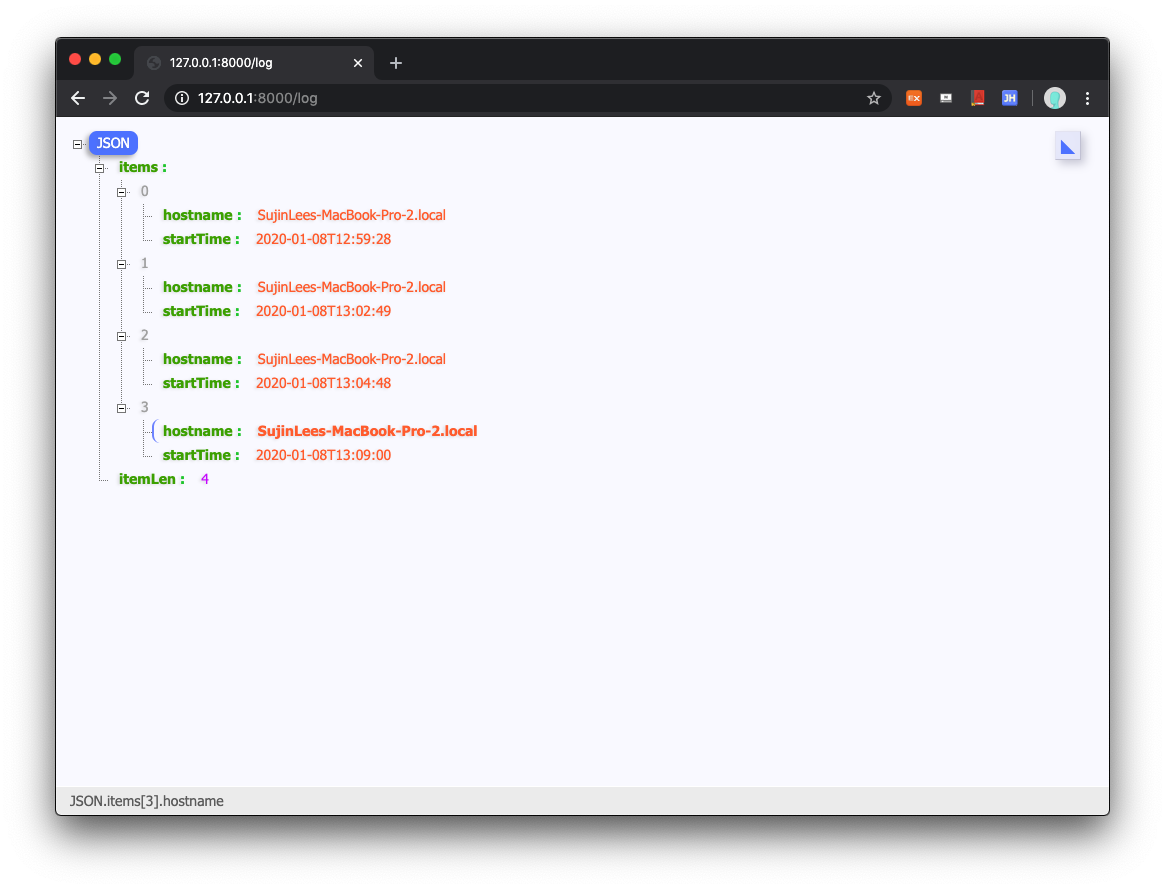 127.0.0.1:8000/log
127.0.0.1:8000/log
JH
JSON
items :
0
hostname : SujinLees-MacBook-Pro-2.local
startTime : 2020-01-08T12:59:28
1
hostname : SujinLees-MacBook-Pro-2.local
startTime : 2020-01-08T13:02:49
2
hostname : SujinLees-MacBook-Pro-2.local
startTime : 2020-01-08T13:04:48
3
hostname : SujinLees-MacBook-Pro-2.local
startTime : 2020-01-08T13:09:00
itemLen : 4
JSON.items[3].hostname